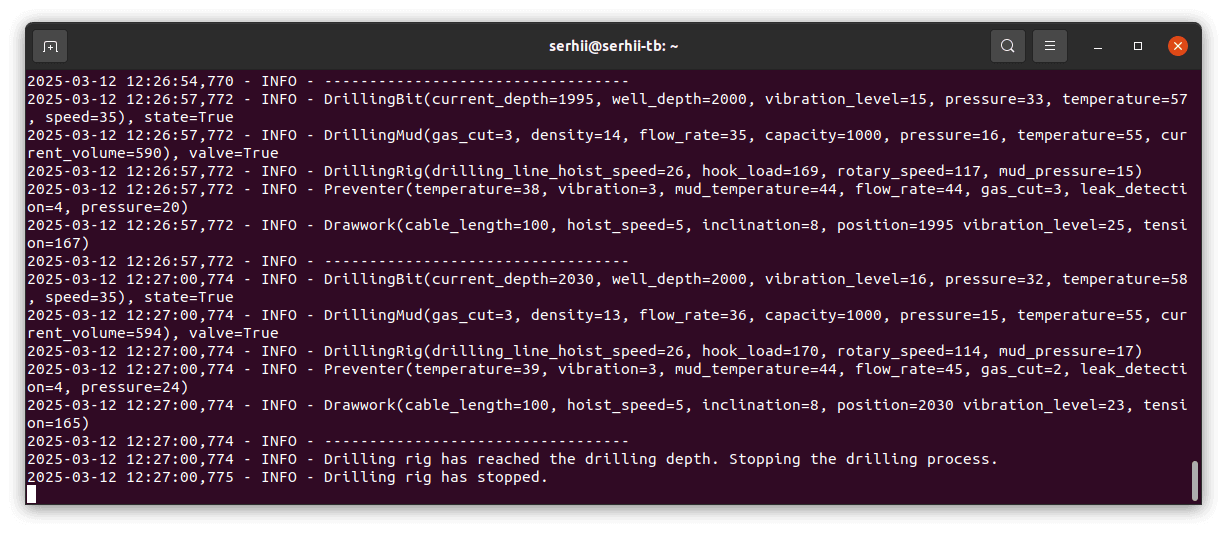 serhii@serhii-tb: ~
2025-03-12 12:26:54,770 - INFO - ----------------------------------
2025-03-12 12:26:57,772 - INFO - DrillingBit(current_depth=1995, well_depth=2000, vibration_level=15, pressure=33, temperature=57
, speed=35), state=True
2025-03-12 12:26:57,772 - INFO - DrillingMud(gas_cut=3, density=14, flow_rate=35, capacity=1000, pressure=16, temperature=55, cur
rent_volume=590), valve=True
2025-03-12 12:26:57,772 - INFO - DrillingRig(drilling_line_hoist_speed=26, hook_load=169, rotary_speed=117, mud_pressure=15)
2025-03-12 12:26:57,772 - INFO - Preventer(temperature=38, vibration=3, mud_temperature=44, flow_rate=44, gas_cut=3, leak_detecti
on=4, pressure=20)
2025-03-12 12:26:57,772 - INFO - Drawwork(cable_length=100, hoist_speed=5, inclination=8, position=1995 vibration_level=25, tensi
on=167)
2025-03-12 12:26:57,772 - INFO - ----------------------------------
2025-03-12 12:27:00,774 - INFO - DrillingBit(current_depth=2030, well_depth=2000, vibration_level=16, pressure=32, temperature=58
, speed=35), state=True
2025-03-12 12:27:00,774 - INFO - DrillingMud(gas_cut=3, density=13, flow_rate=36, capacity=1000, pressure=15, temperature=55, cur
rent_volume=594), valve=True
2025-03-12 12:27:00,774 - INFO - DrillingRig(drilling_line_hoist_speed=26, hook_load=170, rotary_speed=114, mud_pressure=17)
2025-03-12 12:27:00,774 - INFO - Preventer(temperature=39, vibration=3, mud_temperature=44, flow_rate=45, gas_cut=2, leak_detecti
on=4, pressure=24)
2025-03-12 12:27:00,774 - INFO - Drawwork(cable_length=100, hoist_speed=5, inclination=8, position=2030 vibration_level=23, tensi
on=165)
2025-03-12 12:27:00,774 - INFO - ----------------------------------
2025-03-12 12:27:00,774 - INFO - Drilling rig has reached the drilling depth. Stopping the drilling process.
2025-03-12 12:27:00,775 - INFO - Drilling rig has stopped.